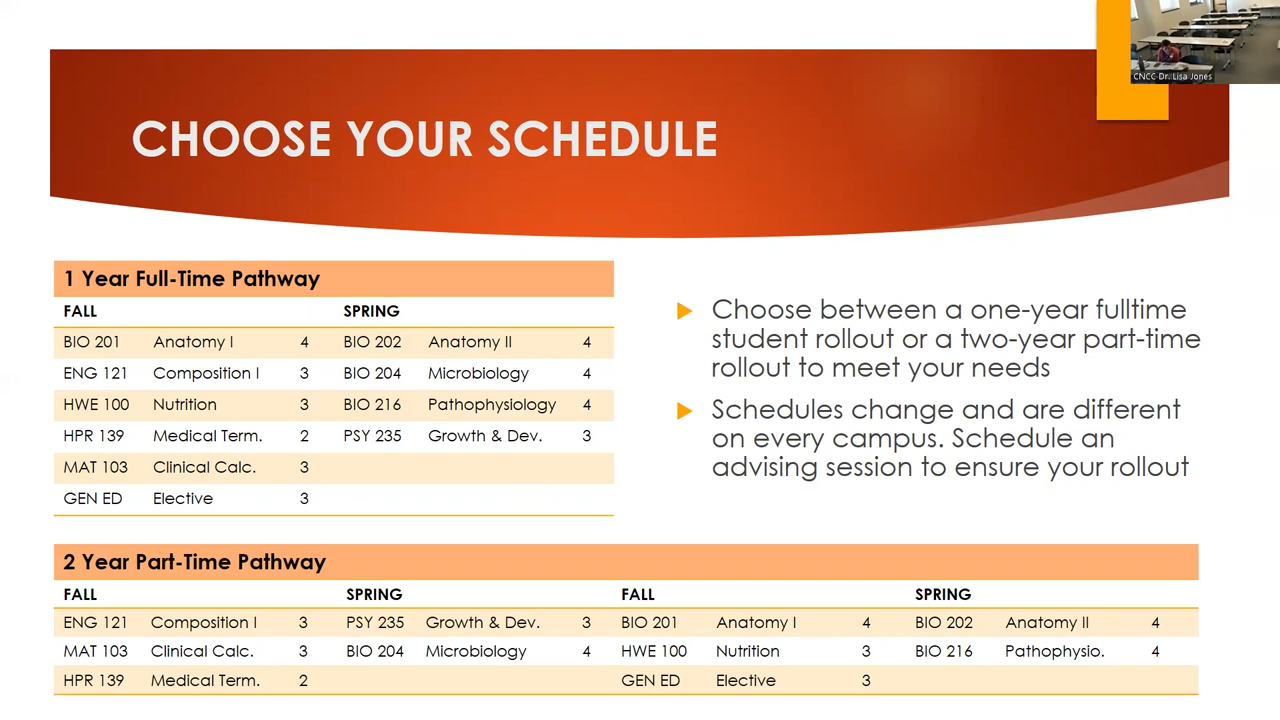 CNCC-Dr. Lisa Jones
CHOOSE YOUR SCHEDULE
1 Year Full-Time Pathway
FALL SPRING
BIO 201 Anatomy I 4 BIO 202 Anatomy II 4
ENG 121 Composition I 3 BIO 204 Microbiology 4
HWE 100 Nutrition 3 BIO 216 Pathophysiology 4
HPR 139 Medical Term. 2 PSY 235 Growth & Dev. 3
MAT 103 Clinical Calc. 3
GEN ED Elective 3
Choose between a one-year fulltime
student rollout or a two-year part-time
rollout to meet your needs
Schedules change and are different
on every campus. Schedule an
advising session to ensure your rollout
2 Year Part-Time Pathway
FALL SPRING FALL SPRING
ENG 121 Composition I 3 PSY 235 Growth & Dev. 3 BIO 201 Anatomy I 4 BIO 202 Anatomy II 4
MAT 103 Clinical Calc. 3 BIO 204 Microbiology 4 HWE 100 Nutrition 3 BIO 216 Pathophysio. 4
HPR 139 Medical Term. 2 GEN ED Elective 3